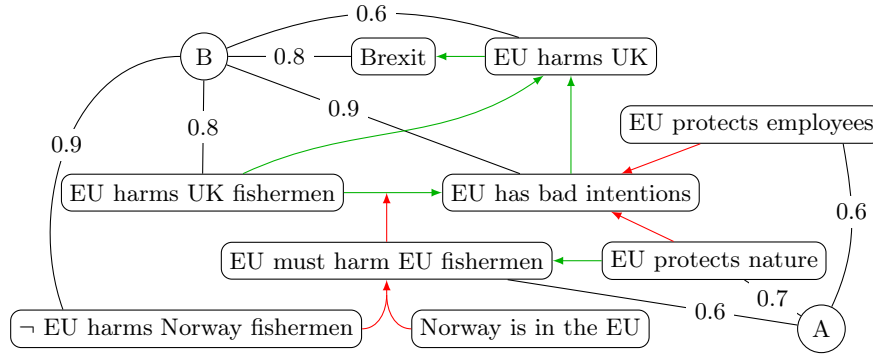 0.6
B
0.8
Brexit
EU harms UK
0.9
0.9
0.8
EU protects employees
EU harms UK fishermen
EU has bad intentions
0.6
EU must harm EU fishermen
EU protects nature
0.7
0.6
¬ EU harms Norway fishermen
Norway is in the EU
A